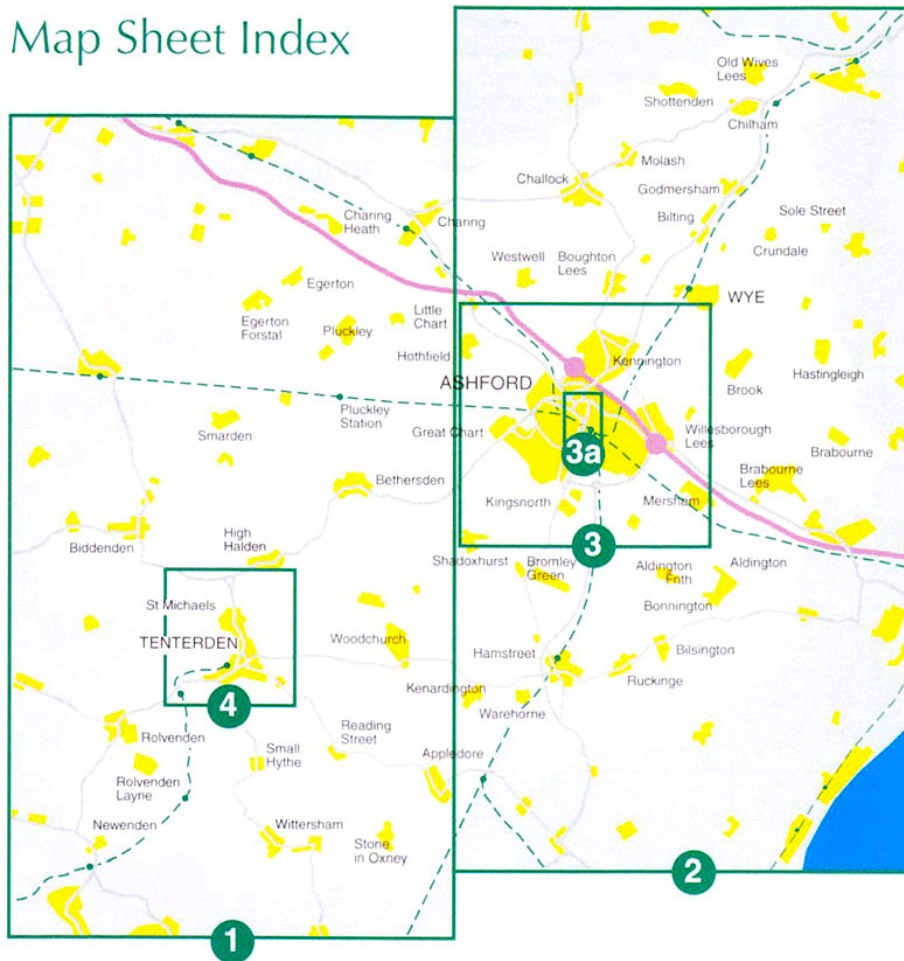 Map Sheet Index
Old Wives
Lees
Shottenden
Chilham
Molash
Challock
Godmersham
Bilting
Sole Street
Crundale
Charing
Heath
Charing
Westwell
Boughton
Lees
Egerton
WYE
Egerton
Forstal
Little
Chart
Pluckley
Hothfield
Kennington
ASHFORD
Brook
Hastingleigh
Pluckley
Station
Smarden
Great Chart
Willesborough
Lees
3a
Brabourne
Brabourne
Lees
Bethersden
Kingsnorth
Mersham
Biddenden
High
Halden
3
Shadoxhurst
Bromley
Green
Aldington
Frith
Aldington
Bonnington
St Michaels
TENTERDEN
Woodchurch
Hamstreet
Bilsington
Ruckinge
Kenardington
Warehorne
4
Rolvenden
Reading
Street
Small
Hythe
Appledore
Rolvenden
Layne
Newenden
Wittersham
Stone
in Oxney
2
1